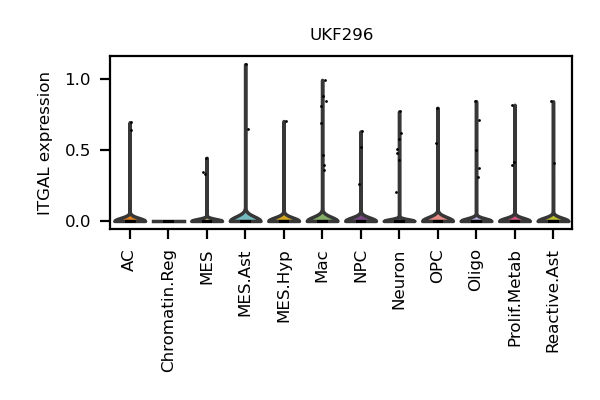 UKF296
ITGAL expression
1.0
0.5
0.0
AC
Chromatin.Reg
MES
MES.Ast
MES.Hyp
Mac
NPC
Neuron
OPC
Oligo
Prolif.Metab
Reactive.Ast